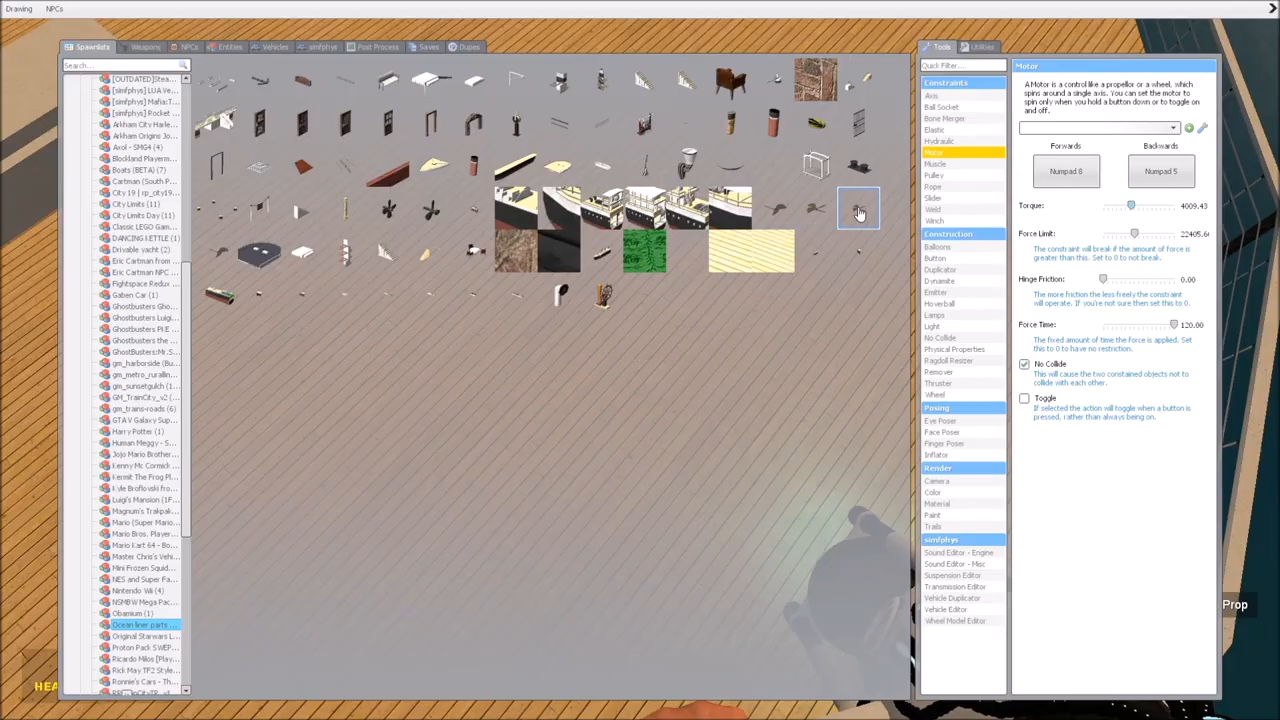 Drawing NPCs
Spawnlists Weapons NPCs Entities Vehicles simfphys Post Process Saves Dupes
Search...
[OUTDATED]Stea...
[simfphys] LUA Ve...
[simfphys] Mafia:T...
[simfphys] Rocket ...
Arkham City Harle...
Arkham Origins Jo...
Axol - SMG4 (4)
Blockland Playerm...
Boats (BETA) (7)
Cartman (South P...
City 19 | rp_city19...
City Limits (11)
City Limits Day (11)
Classic LEGO Gam...
DANCING KETTLE (1)
Drivable yacht (2)
Eric Cartman from ...
Eric Cartman NPC ...
Fightspace Redux ...
Gaben Car (1)
Ghostbusters Gho...
Ghostbusters Luigi...
Ghostbusters PKE ...
Ghostbusters the ...
GhostBusters:Mr.S...
gm_harborside (Bu...
gm_metro_rurallin...
gm_sunsetgulch (1...
GM_TrainCity_v2 (...
gm_trans-roads (6)
GTA V Galaxy Sup...
Harry Potter (1)
Human Meggy - S...
Jojo Mario Brother...
Kenny Mc Cormick ...
Kermit The Frog Pl...
Kyle Broflovski fro...
Luigi's Mansion (1F...
Magnum's Trakpak...
Mario (Super Mario...
Mario Bros. Player...
Mario Kart 64 - Bo...
Master Chris's Vehi...
Mini Frozen Squid...
NES and Super Fa...
Nintendo Wii (4)
NSMBW Mega Pac...
Obamium (1)
Ocean liner parts ...
Original Starwars L...
Proton Pack SWEP...
Ricardo Milos [Play...
Rick May TF2 Style...
Ronnie's Cars - Th...
Tools Utilities
Quick Filter...
Constraints
Axis
Ball Socket
Bone Merger
Elastic
Hydraulic
Motor
Muscle
Pulley
Rope
Slider
Weld
Winch
Construction
Balloons
Button
Duplicator
Dynamite
Emitter
Hoverball
Lamps
Light
No Collide
Physical Properties
Ragdoll Resizer
Remover
Thruster
Wheel
Posing
Eye Poser
Face Poser
Finger Poser
Inflator
Render
Camera
Color
Material
Paint
Trails
simfphys
Sound Editor - Engine
Sound Editor - Misc
Suspension Editor
Transmission Editor
Vehicle Duplicator
Vehicle Editor
Wheel Model Editor
Motor
A Motor is a control like a propeller or a wheel, which
spins around a single axis. You can set the motor to
spin only when you hold a button down or to toggle on
and off.
Forwards Backwards
Numpad 8 Numpad 5
Torque: 4009.43
Force Limit: 22405.6
The constraint will break if the amount of force is
greater than this. Set to 0 to not break.
Hinge Friction: 0.00
The more friction the less freely the constraint
will operate. If you're not sure then set this to 0.
Force Time: 120.00
The fixed amount of time the force is applied. Set
this to 0 to have no restriction.
No Collide
This will cause the two constrained objects not to
collide with each other.
Toggle
If selected the action will toggle when a button is
pressed, rather than always being on.
Prop
HEA